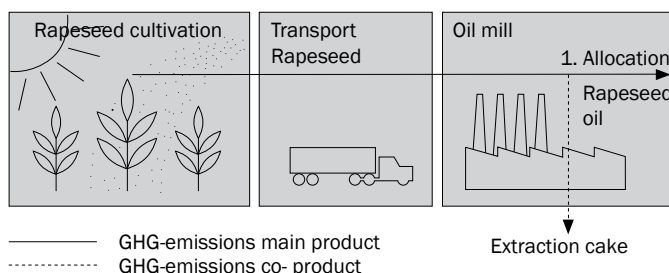 Rapeseed cultivation
Transport
Rapeseed
Oil mill
1. Allocation
Rapeseed
oil
Extraction cake
GHG-emissions main product
GHG-emissions co- product